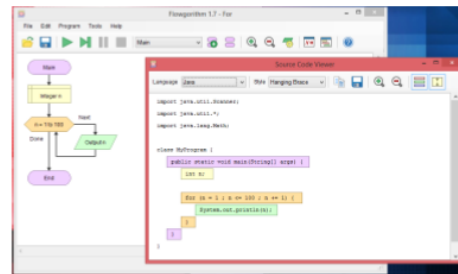 Flowgorithm 1.7 - For
File Edit Program Tools Help
Main
Main
Integer n
n = 1 to 100
Next
Done
Output n
End
Source Code Viewer
Language Java Style Hanging Brace
import java.util.Scanner;
import java.util.*;
import java.lang.Math;
class MyProgram {
public static void main(String[] args) {
int n;
for (n = 1 ; n <= 100 ; n += 1) {
System.out.println(n);
}
}
}